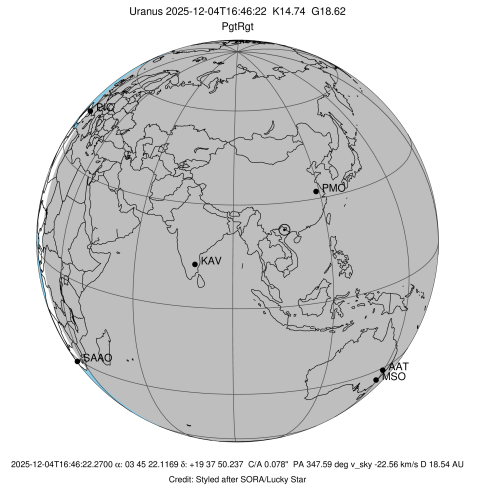 Uranus 2025-12-04T16:46:22 K14.74 G18.62
PgtRgt
PIC
PMO
KAV
SAAO
AAT
MSO
2025-12-04T16:46:22.2700 α: 03 45 22.1169 δ: +19 37 50.237 C/A 0.078" PA 347.59 deg v_sky -22.56 km/s D 18.54 AU
Credit: Styled after SORA/Lucky Star